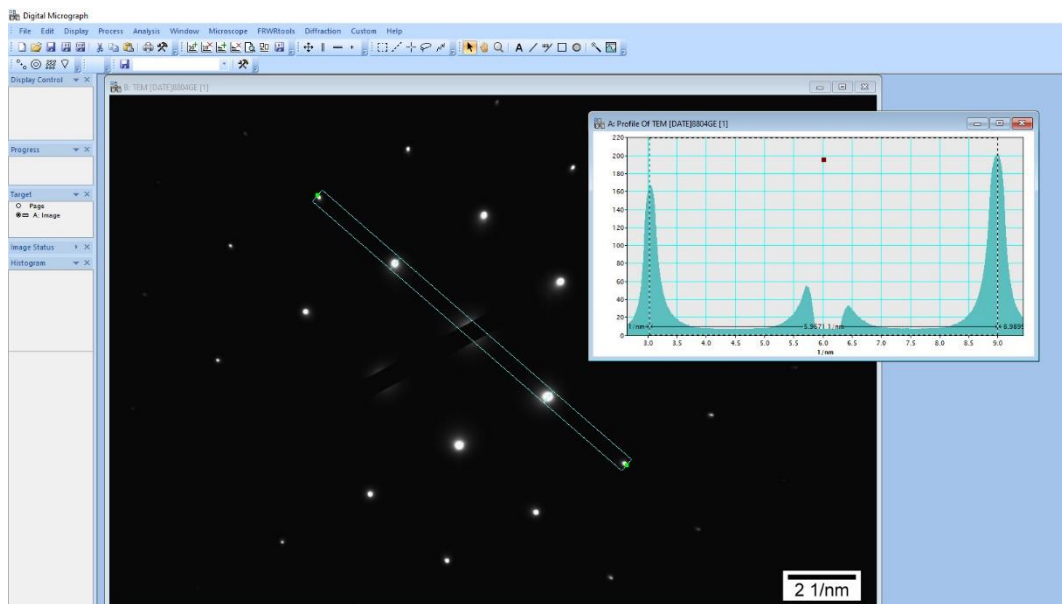 Digital Micrograph
File Edit Display Process Analysis Window Microscope FRWRtools Diffraction Custom Help
Display Control
B: TEM [DATE]8804GE [1]
A: Profile Of TEM [DATE]8804GE [1]
Progress
Target
Page
A: Image
Image Status
Histogram
220
200
180
160
140
120
100
80
60
40
20
0
1/nm
5.9671 1/nm
3.0 3.5 4.0 4.5 5.0 5.5 6.0 6.5 7.0 7.5 8.0 8.5 9.0
1/nm
2 1/nm